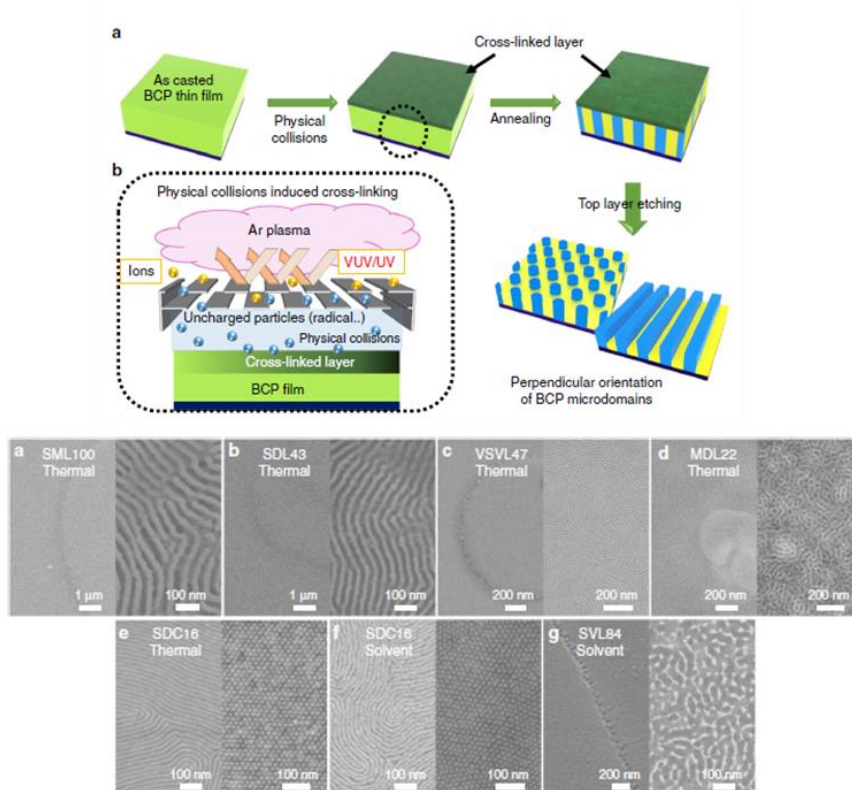 a
As casted
BCP thin film
Physical
collisions
Cross-linked layer
Annealing
b
Physical collisions induced cross-linking
Ar plasma
Ions
VUV/UV
Uncharged particles (radical..)
Physical collisions
Cross-linked layer
BCP film
Top layer etching
Perpendicular orientation
of BCP microdomains
a SML100
Thermal
1 μm
100 nm
b SDL43
Thermal
1 μm
100 nm
c VSVL47
Thermal
200 nm
200 nm
d MDL22
Thermal
200 nm
200 nm
e SDC16
Thermal
100 nm
100 nm
f SDC16
Solvent
100 nm
100 nm
g SVL84
Solvent
200 nm
100 nm